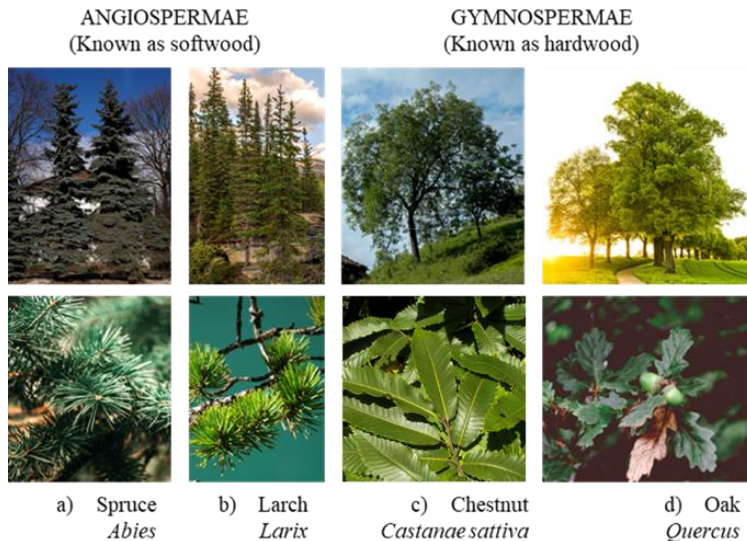 ANGIOSPERMAE
(Known as softwood)
GYMNOSPERMAE
(Known as hardwood)
a) Spruce
Abies
b) Larch
Larix
c) Chestnut
Castanae sattiva
d) Oak
Quercus